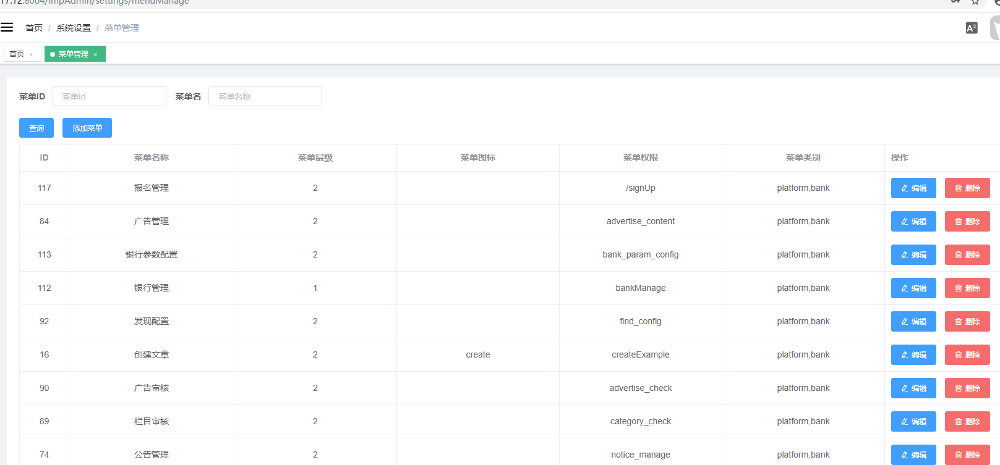 17.12:8004/impAdmin/settings/menuManage
首页 / 系统设置 / 菜单管理
首页 × 菜单管理 ×
菜单ID 菜单id 菜单名 菜单名称
查询 添加菜单
ID 菜单名称 菜单层级 菜单图标 菜单权限 菜单类别 操作
117 报名管理 2 /signUp platform,bank 编辑 删除
84 广告管理 2 advertise_content platform,bank 编辑 删除
113 银行参数配置 2 bank_param_config platform,bank 编辑 删除
112 银行管理 1 bankManage platform,bank 编辑 删除
92 发现配置 2 find_config platform,bank 编辑 删除
16 创建文章 2 create createExample platform,bank 编辑 删除
90 广告审核 2 advertise_check platform,bank 编辑 删除
89 栏目审核 2 category_check platform,bank 编辑 删除
74 公告管理 2 notice_manage platform,bank 编辑 删除